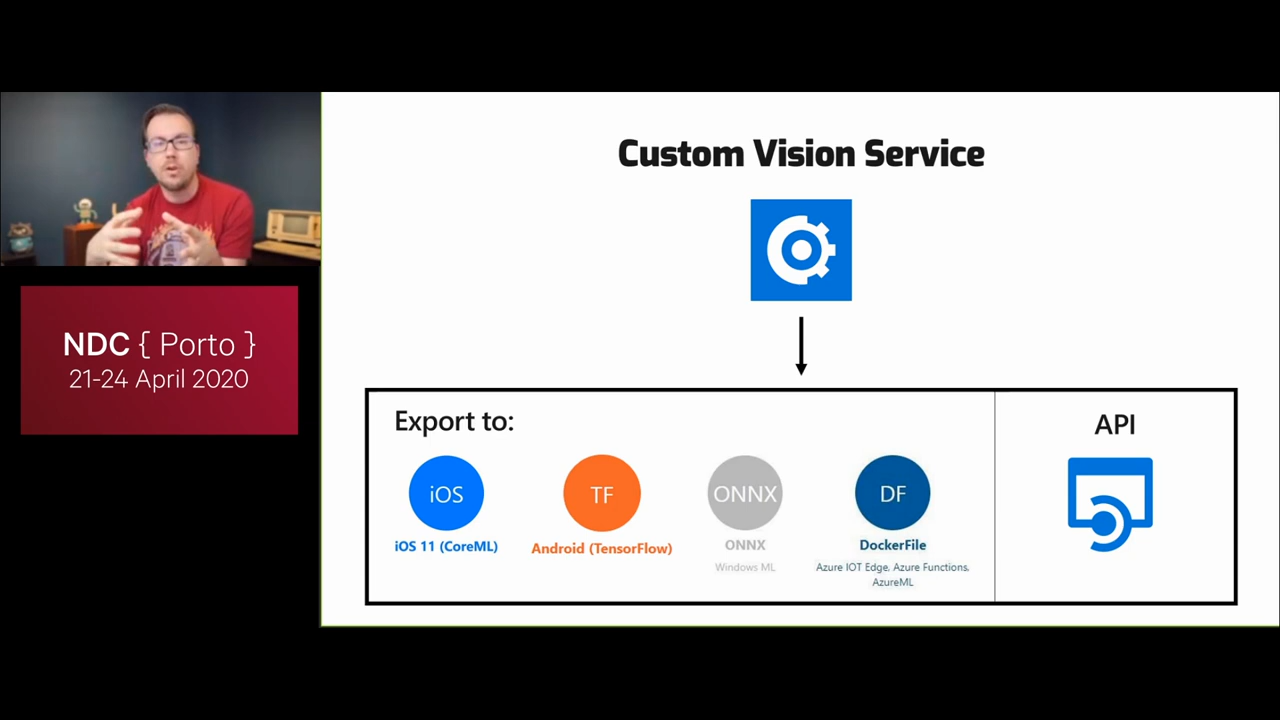 Custom Vision Service
NDC { Porto }
21-24 April 2020
Export to:
iOS
iOS 11 (CoreML)
TF
Android (TensorFlow)
ONNX
ONNX
Windows ML
DF
DockerFile
Azure IOT Edge, Azure Functions,
AzureML
API